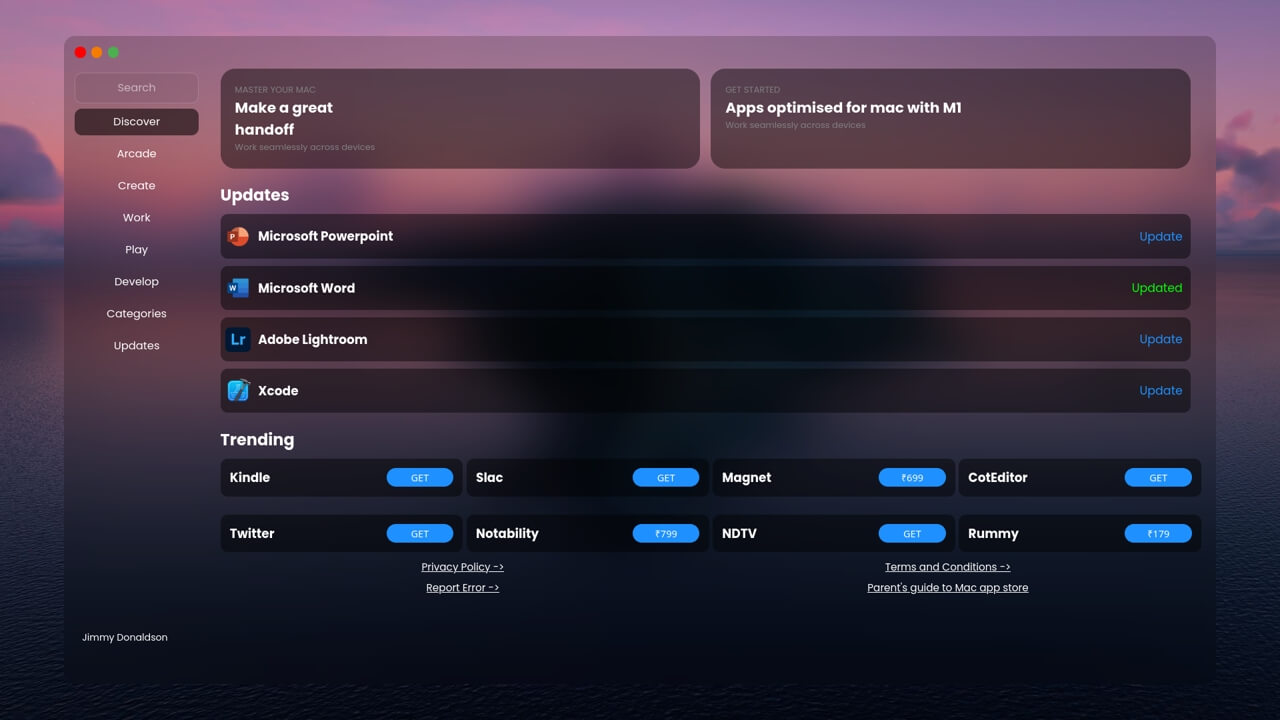 Search
Discover
Arcade
Create
Work
Play
Develop
Categories
Updates
Jimmy Donaldson
MASTER YOUR MAC
Make a great
handoff
Work seamlessly across devices
GET STARTED
Apps optimised for mac with M1
Work seamlessly across devices
Updates
P Microsoft Powerpoint Update
W Microsoft Word Updated
Lr Adobe Lightroom Update
Xcode Update
Trending
Kindle GET Slac GET Magnet ₹699 CotEditor GET
Twitter GET Notability ₹799 NDTV GET Rummy ₹179
Privacy Policy -> Terms and Conditions ->
Report Error -> Parent's guide to Mac app store